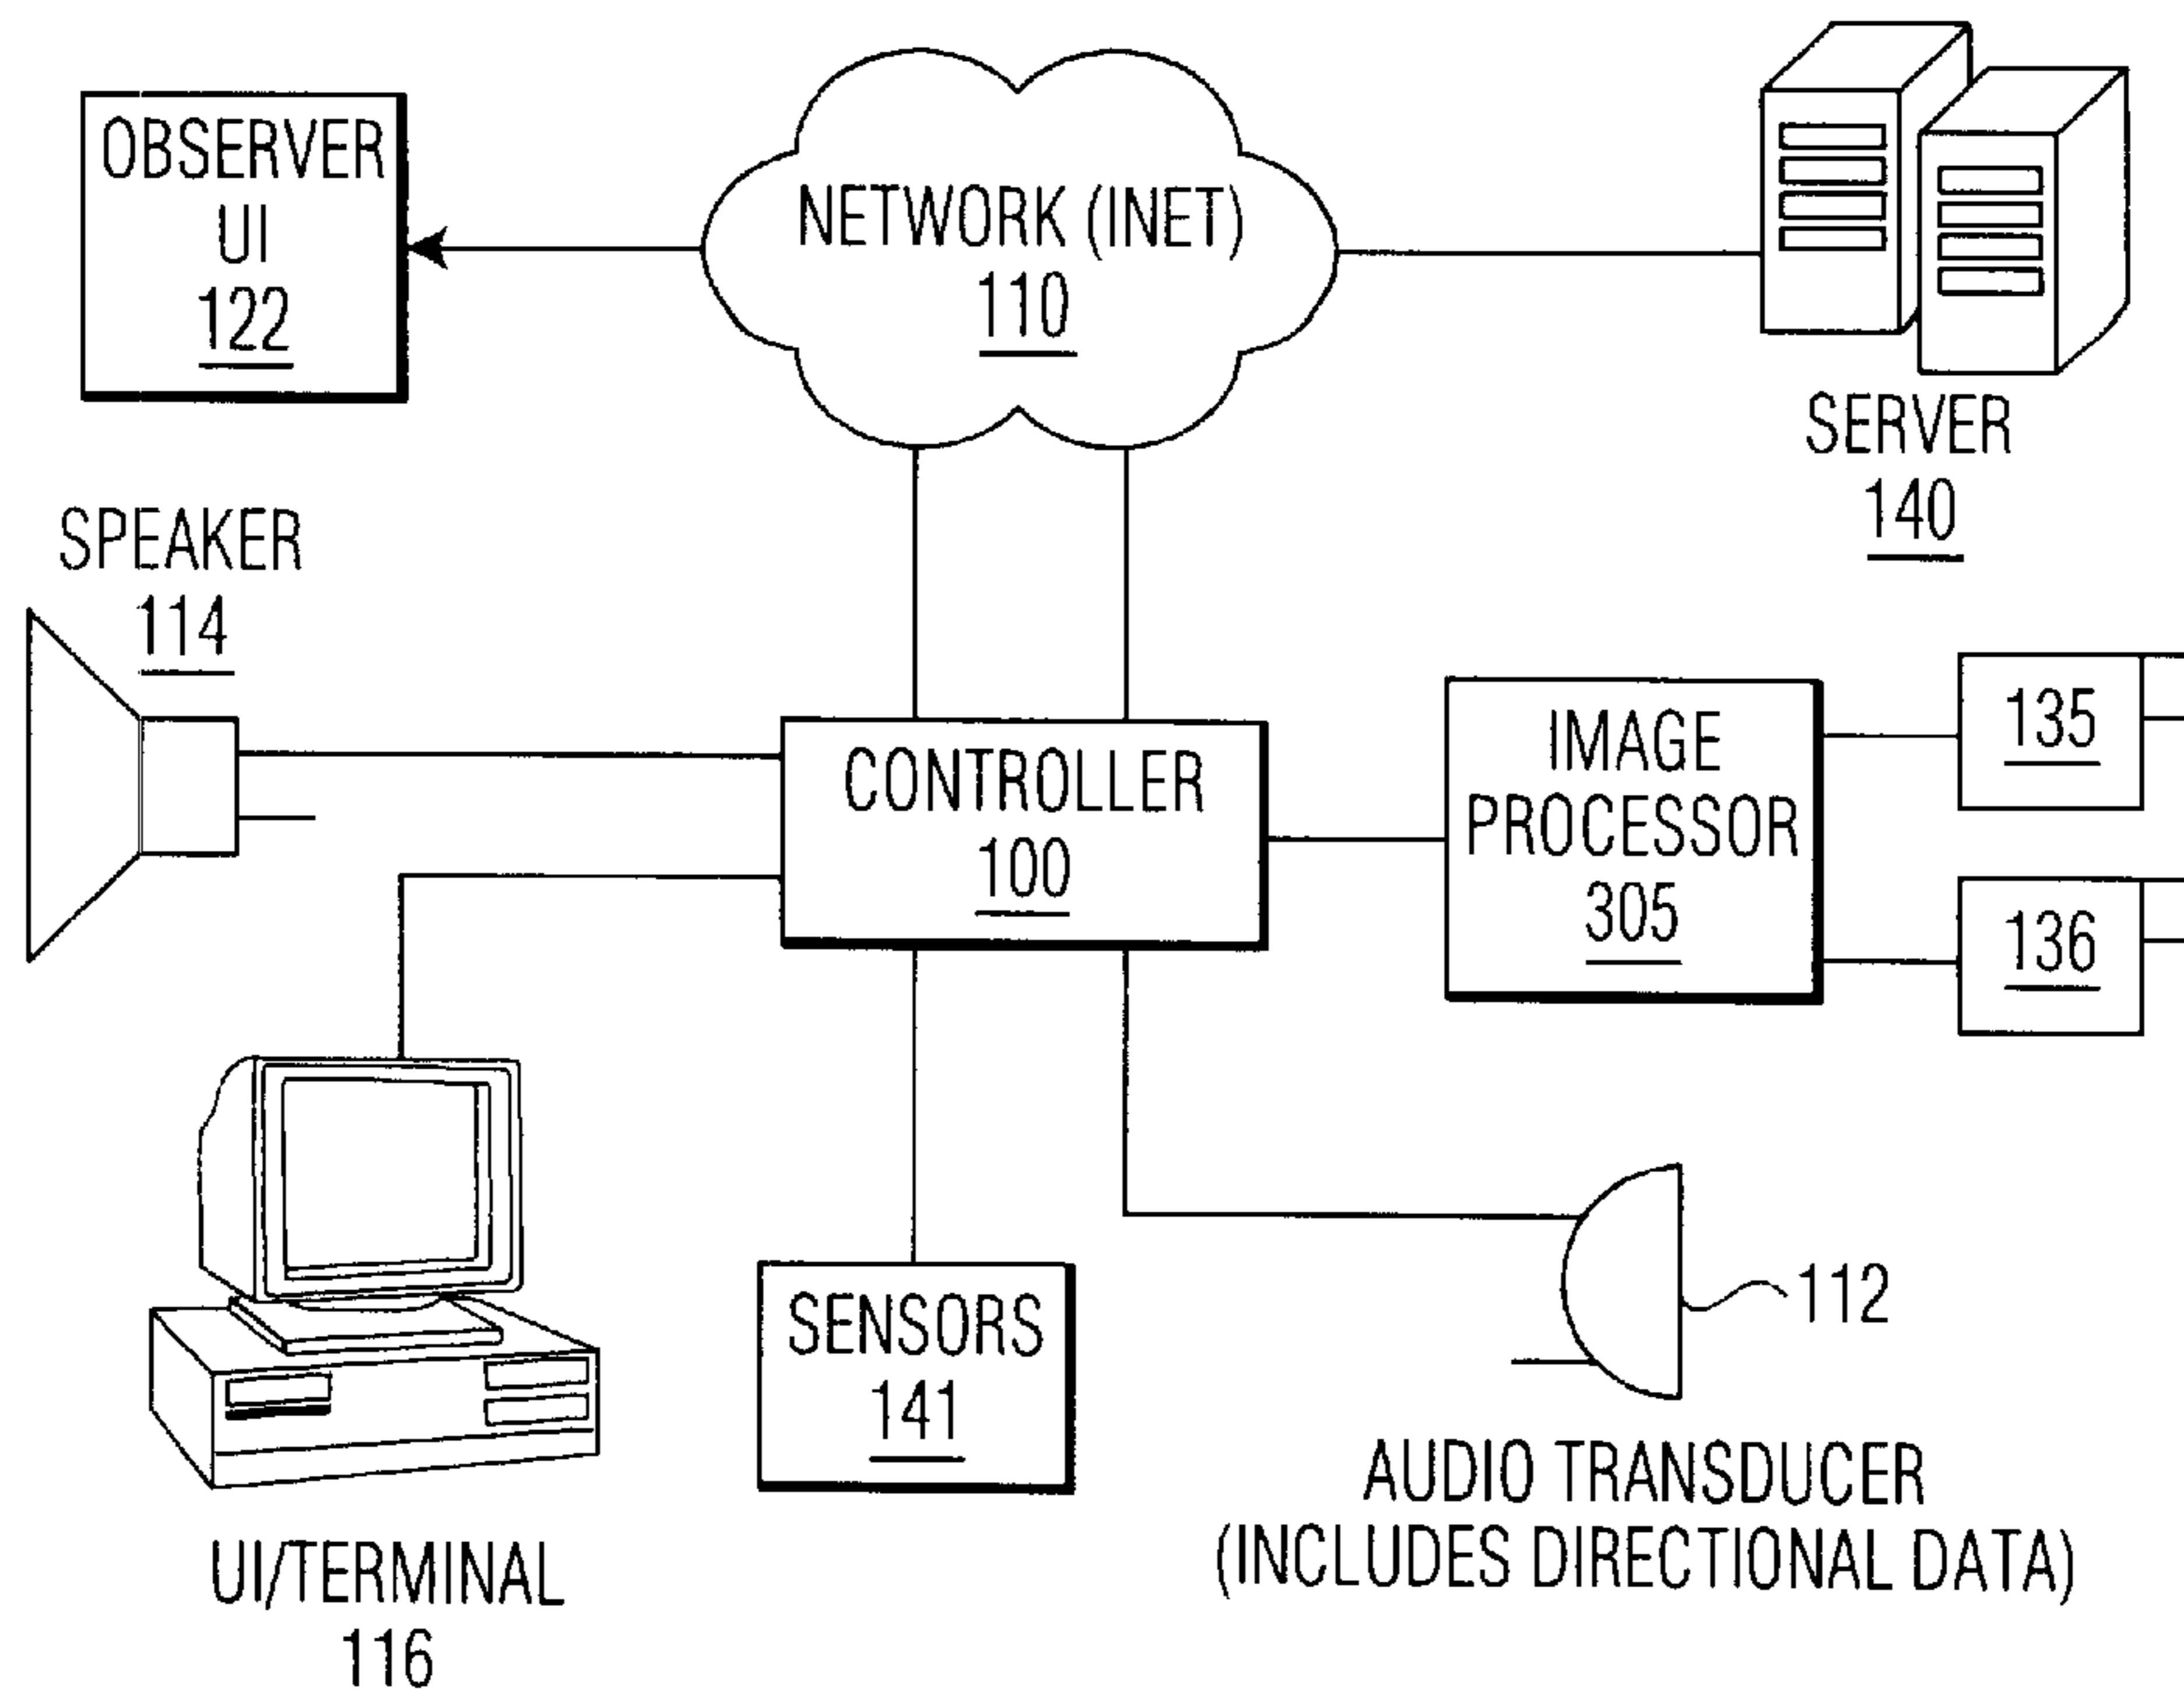 OBSERVER
UI
122
NETWORK (INET)
110
SERVER
140
SPEAKER
114
CONTROLLER
100
IMAGE
PROCESSOR
305
135
136
SENSORS
141
112
AUDIO TRANSDUCER
(INCLUDES DIRECTIONAL DATA)
UI/TERMINAL
116